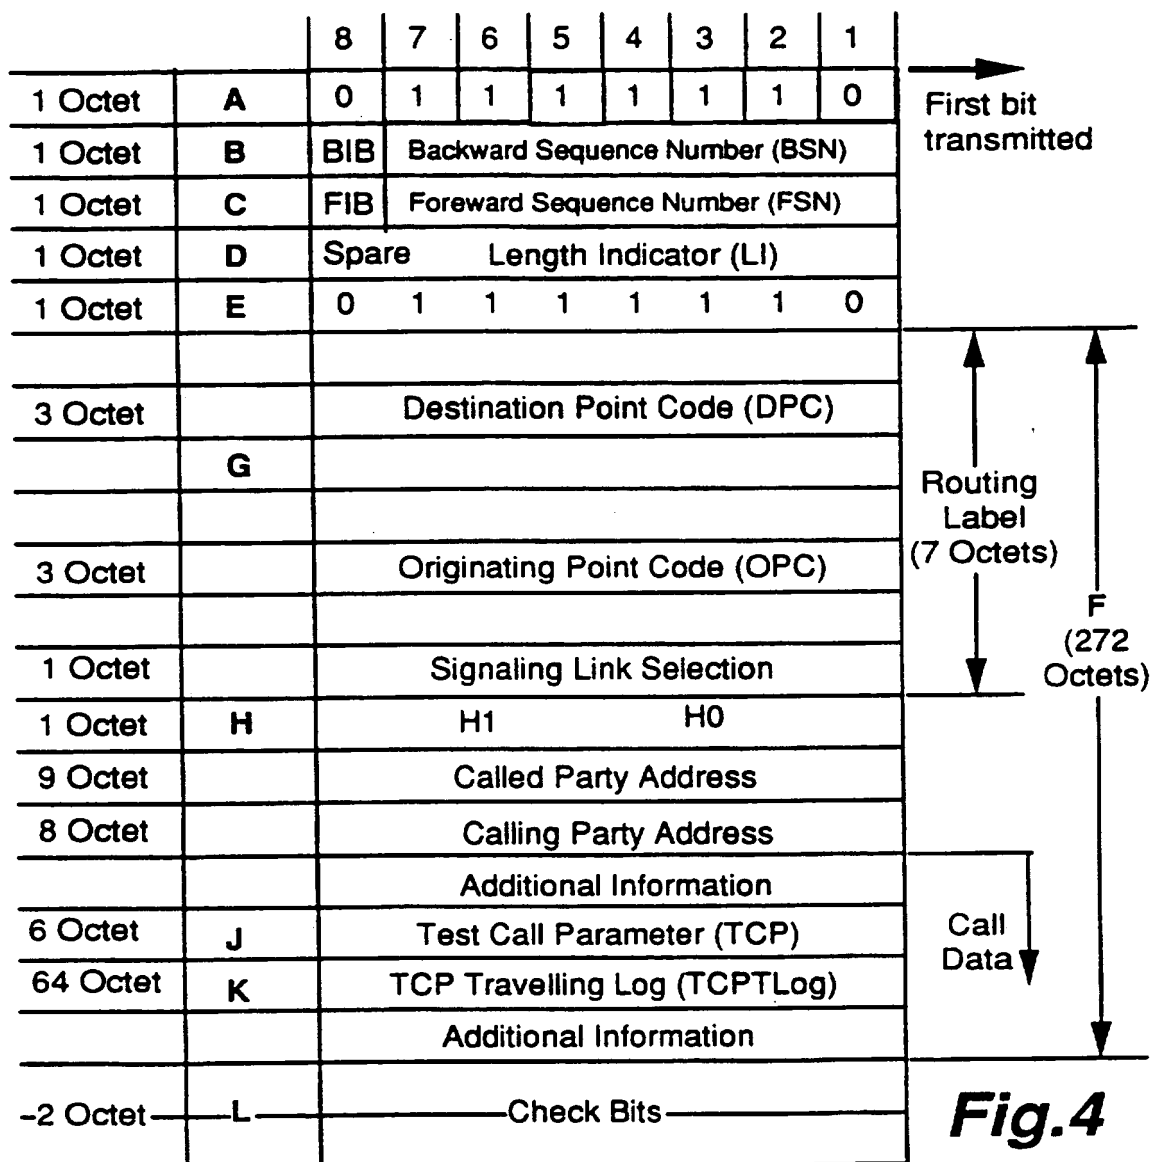 8 7 6 5 4 3 2 1
1 Octet A 0 1 1 1 1 1 1 0
First bit
transmitted
1 Octet B BIB Backward Sequence Number (BSN)
1 Octet C FIB Foreward Sequence Number (FSN)
1 Octet D Spare Length Indicator (LI)
1 Octet E 0 1 1 1 1 1 1 0
3 Octet Destination Point Code (DPC)
G
Routing
Label
(7 Octets)
3 Octet Originating Point Code (OPC)
F
(272
Octets)
1 Octet Signaling Link Selection
1 Octet H H1 H0
9 Octet Called Party Address
8 Octet Calling Party Address
Additional Information
6 Octet J Test Call Parameter (TCP)
Call
Data
64 Octet K TCP Travelling Log (TCPTLog)
Additional Information
2 Octet L Check Bits
Fig.4